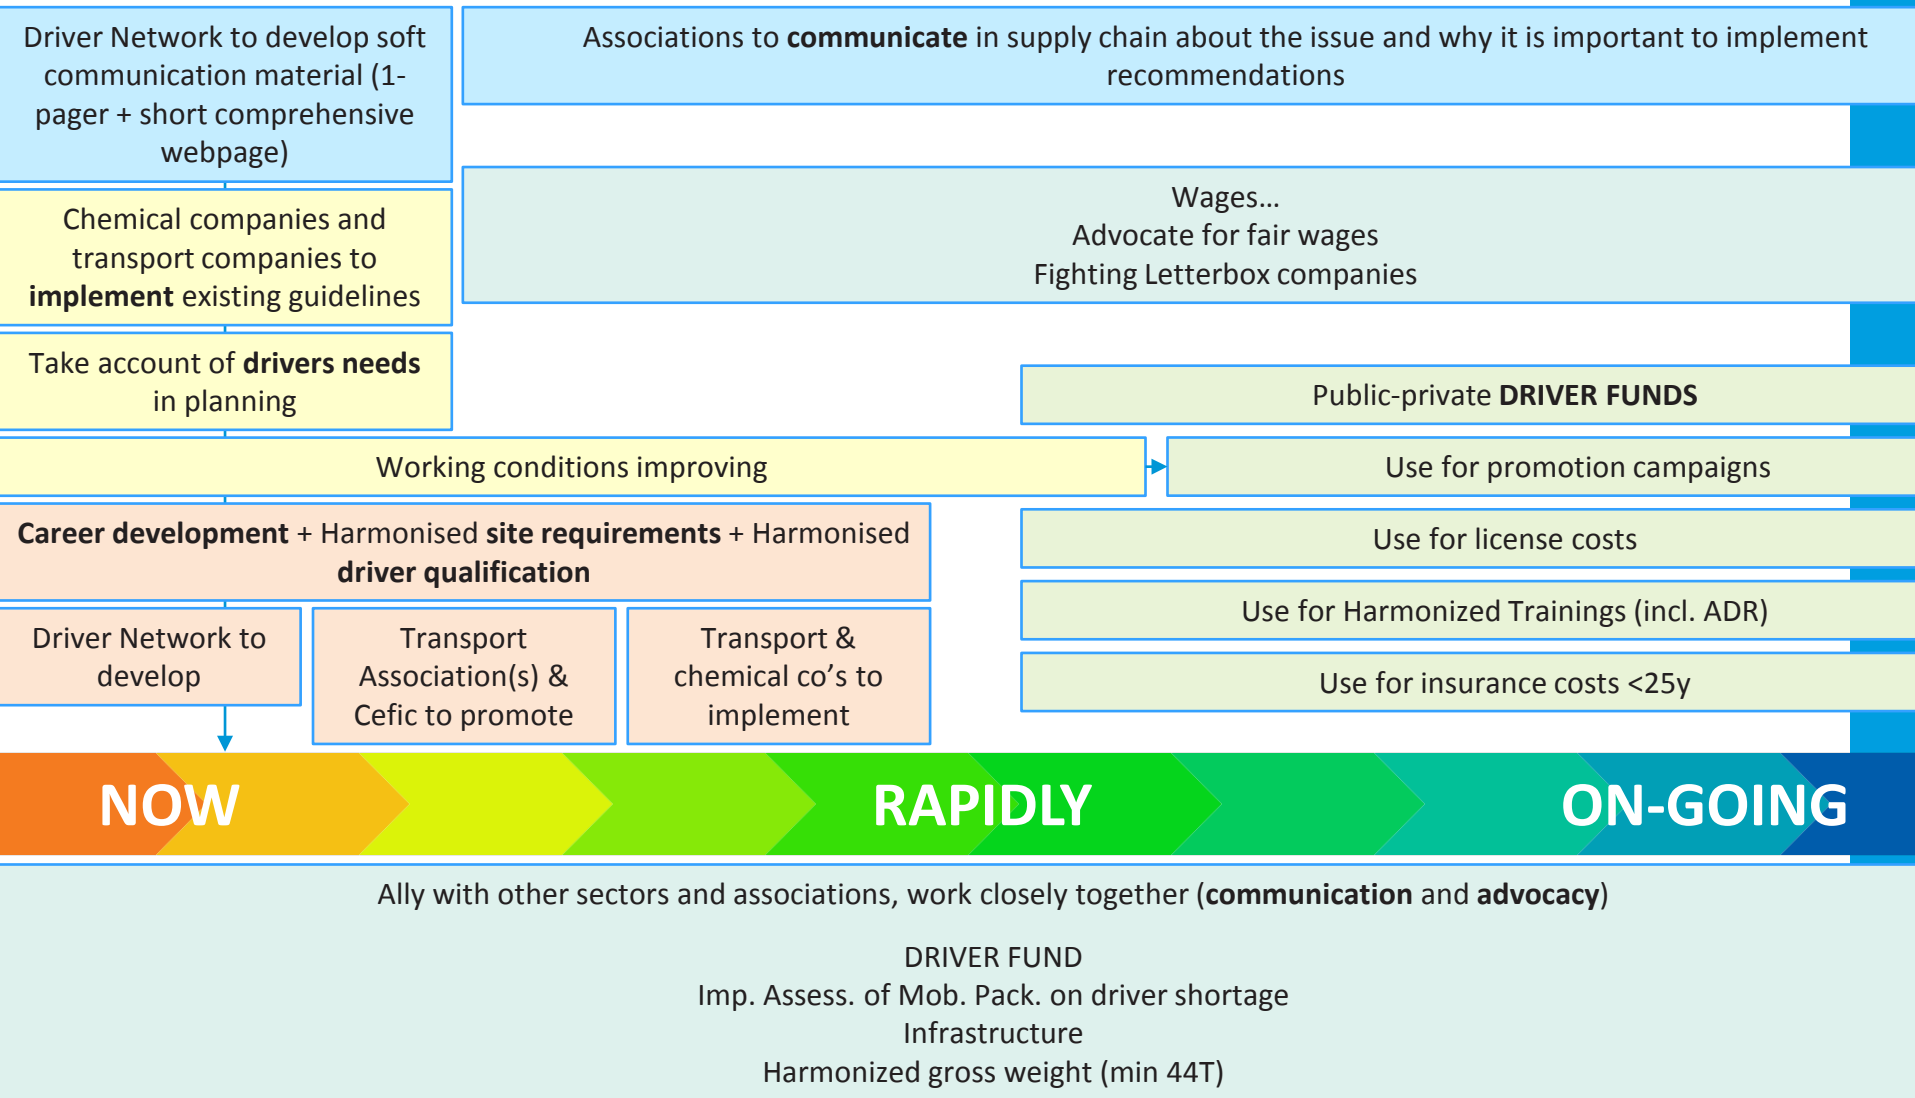 Driver Network to develop soft
communication material (1-
pager + short comprehensive
webpage)
Associations to communicate in supply chain about the issue and why it is important to implement
recommendations
Chemical companies and
transport companies to
implement existing guidelines
Wages...
Advocate for fair wages
Fighting Letterbox companies
Take account of drivers needs
in planning
Public-private DRIVER FUNDS
Working conditions improving
Use for promotion campaigns
Career development + Harmonised site requirements + Harmonised
driver qualification
Use for license costs
Driver Network to
develop
Transport
Association(s) &
Cefic to promote
Transport &
chemical co’s to
implement
Use for Harmonized Trainings (incl. ADR)
Use for insurance costs <25y
NOW
RAPIDLY
ON-GOING
Ally with other sectors and associations, work closely together (communication and advocacy)
DRIVER FUND
Imp. Assess. of Mob. Pack. on driver shortage
Infrastructure
Harmonized gross weight (min 44T)